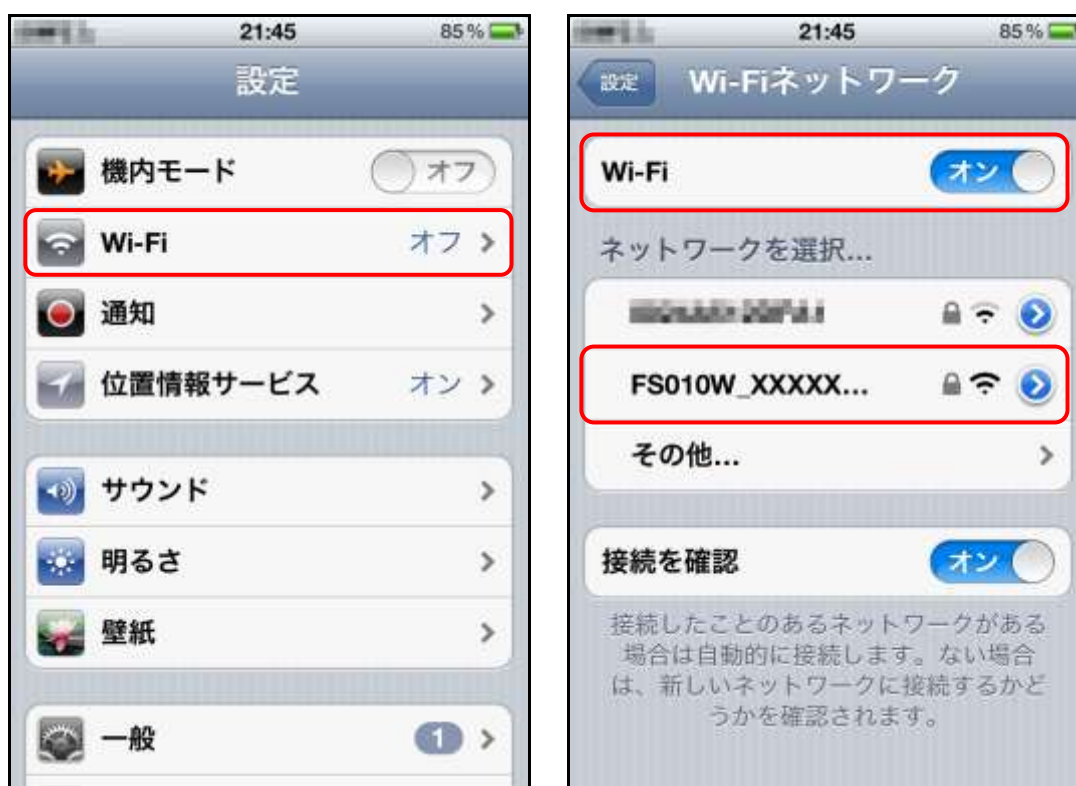 21:45
85%
設定
機内モード
オフ
Wi-Fi
オフ
通知
位置情報サービス
オン
サウンド
明るさ
壁紙
一般
1
21:45
85%
設定
Wi-Fiネットワーク
Wi-Fi
オン
ネットワークを選択...
FS010W_XXXXX...
その他...
接続を確認
オン
接続したことのあるネットワークがある
場合は自動的に接続します。ない場合
は、新しいネットワークに接続するかど
うかを確認されます。